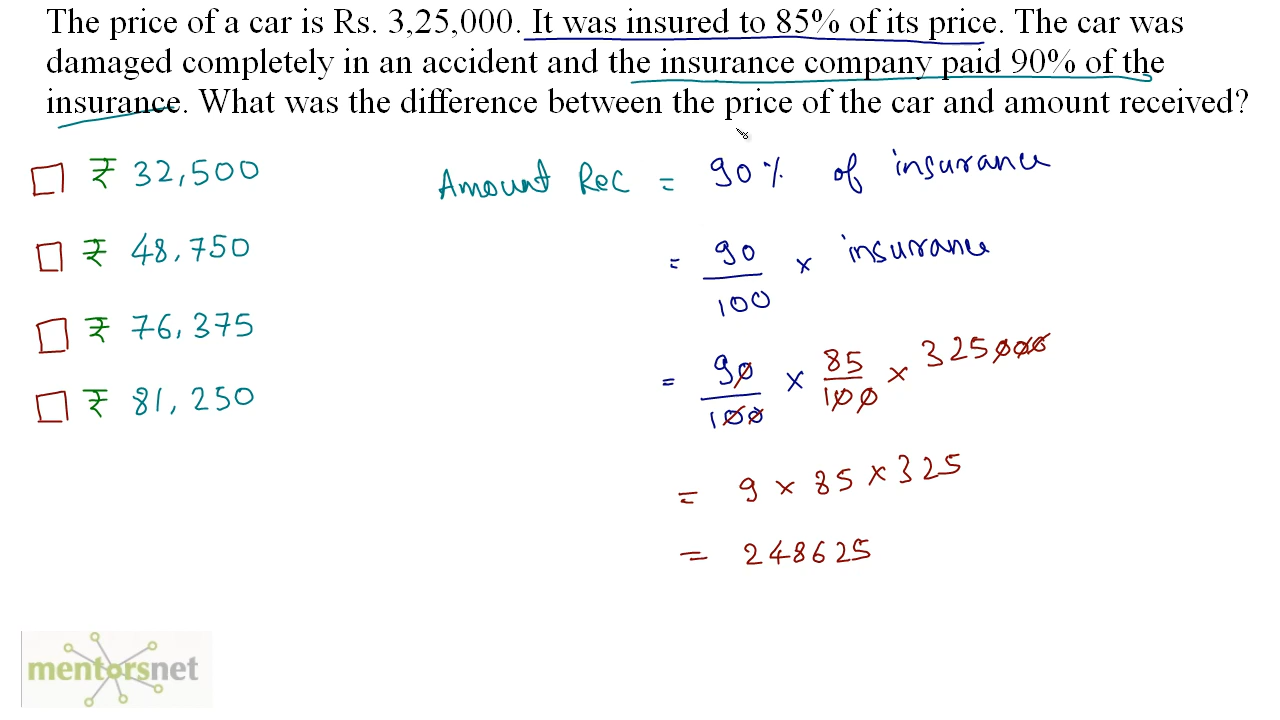 The price of a car is Rs. 3,25,000. It was insured to 85% of its price. The car was
damaged completely in an accident and the insurance company paid 90% of the
insurance. What was the difference between the price of the car and amount received?
₹ 32,500
₹ 48,750
₹ 76,375
₹ 81,250
Amount Rec = 90% of insurance
= 90/100 × insurance
= 90/100 × 85/100 × 325000
= 9 × 85 × 325
= 248625
mentorsnet